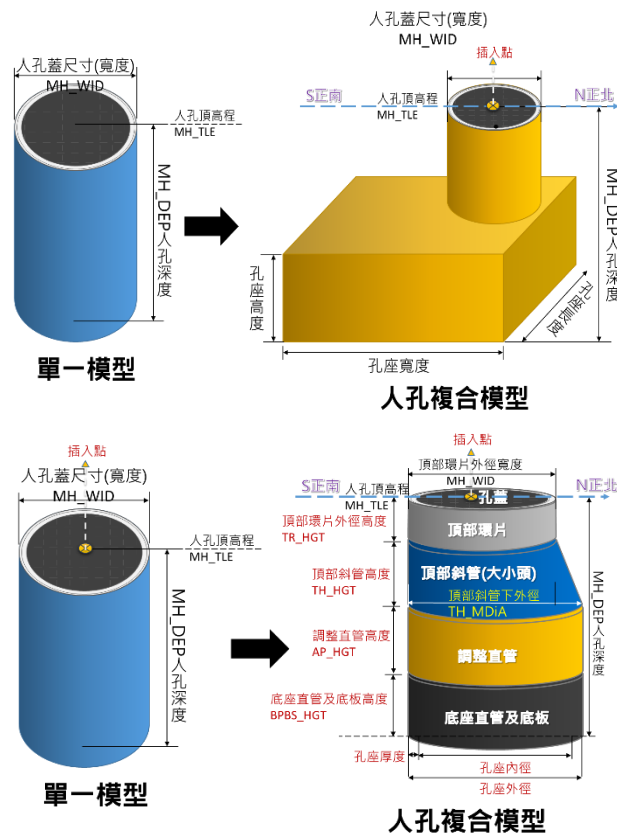 人孔蓋尺寸(寬度)
MH_WID
人孔頂高程
MH_TLE
MH_DEP人孔深度
單一模型
人孔蓋尺寸(寬度)
MH_WID
插入點
S正南
人孔頂高程
MH_TLE
N正北
MH_DEP人孔深度
孔座高度
孔座長度
孔座寬度
人孔複合模型
插入點
人孔蓋尺寸(寬度)
MH_WID
人孔頂高程
MH_TLE
MH_DEP人孔深度
單一模型
插入點
頂部環片外徑寬度
MH_WID
S正南
人孔頂高程
MH_TLE
孔蓋
N正北
頂部環片外徑高度
TR_HGT
頂部環片
頂部斜管高度
TH_HGT
頂部斜管(大小頭)
頂部斜管下外徑
TH_MDiA
調整直管高度
AP_HGT
調整直管
底座直管及底板高度
BPBS_HGT
底座直管及底板
MH_DEP人孔深度
孔座厚度
孔座內徑
孔座外徑
人孔複合模型